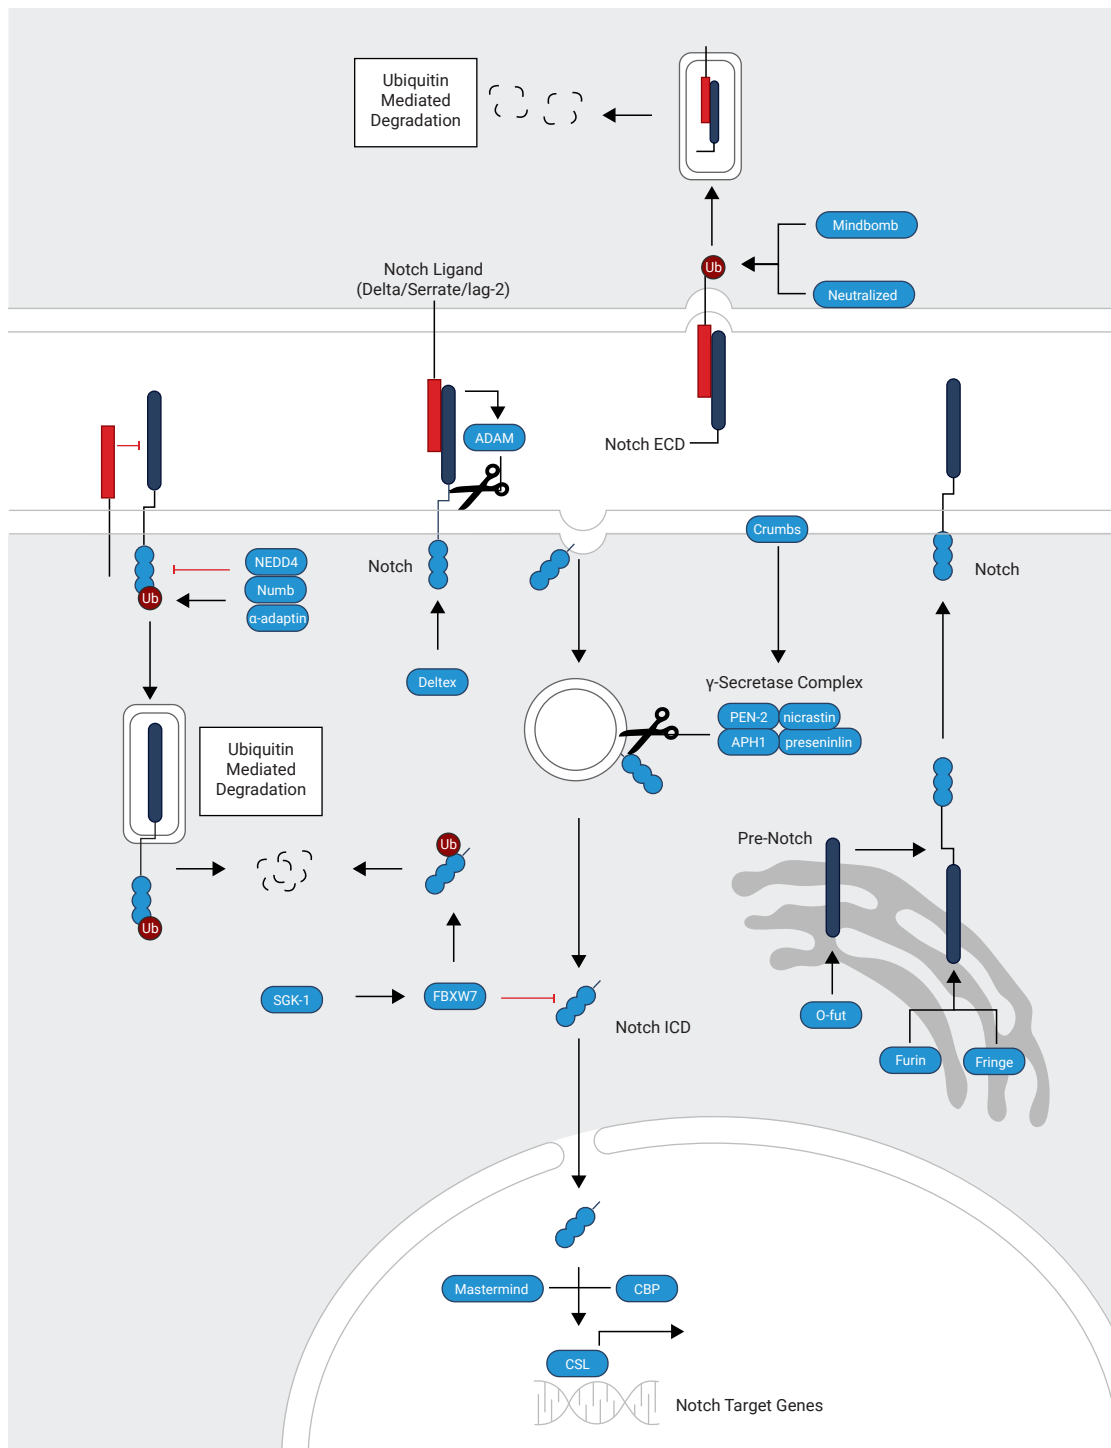 Ubiquitin
Mediated
Degradation
Mindbomb
Ub
Neutralized
Notch Ligand
(Delta/Serrate/lag-2)
ADAM
Notch ECD
Crumbs
NEDD4
Numb
α-adaptin
Ub
Notch
Notch
Deltex
γ-Secretase Complex
PEN-2
nicrastin
APH1
preseninlin
Ubiquitin
Mediated
Degradation
Ub
Pre-Notch
Ub
SGK-1
FBXW7
O-fut
Notch ICD
Furin
Fringe
Mastermind
CBP
CSL
Notch Target Genes